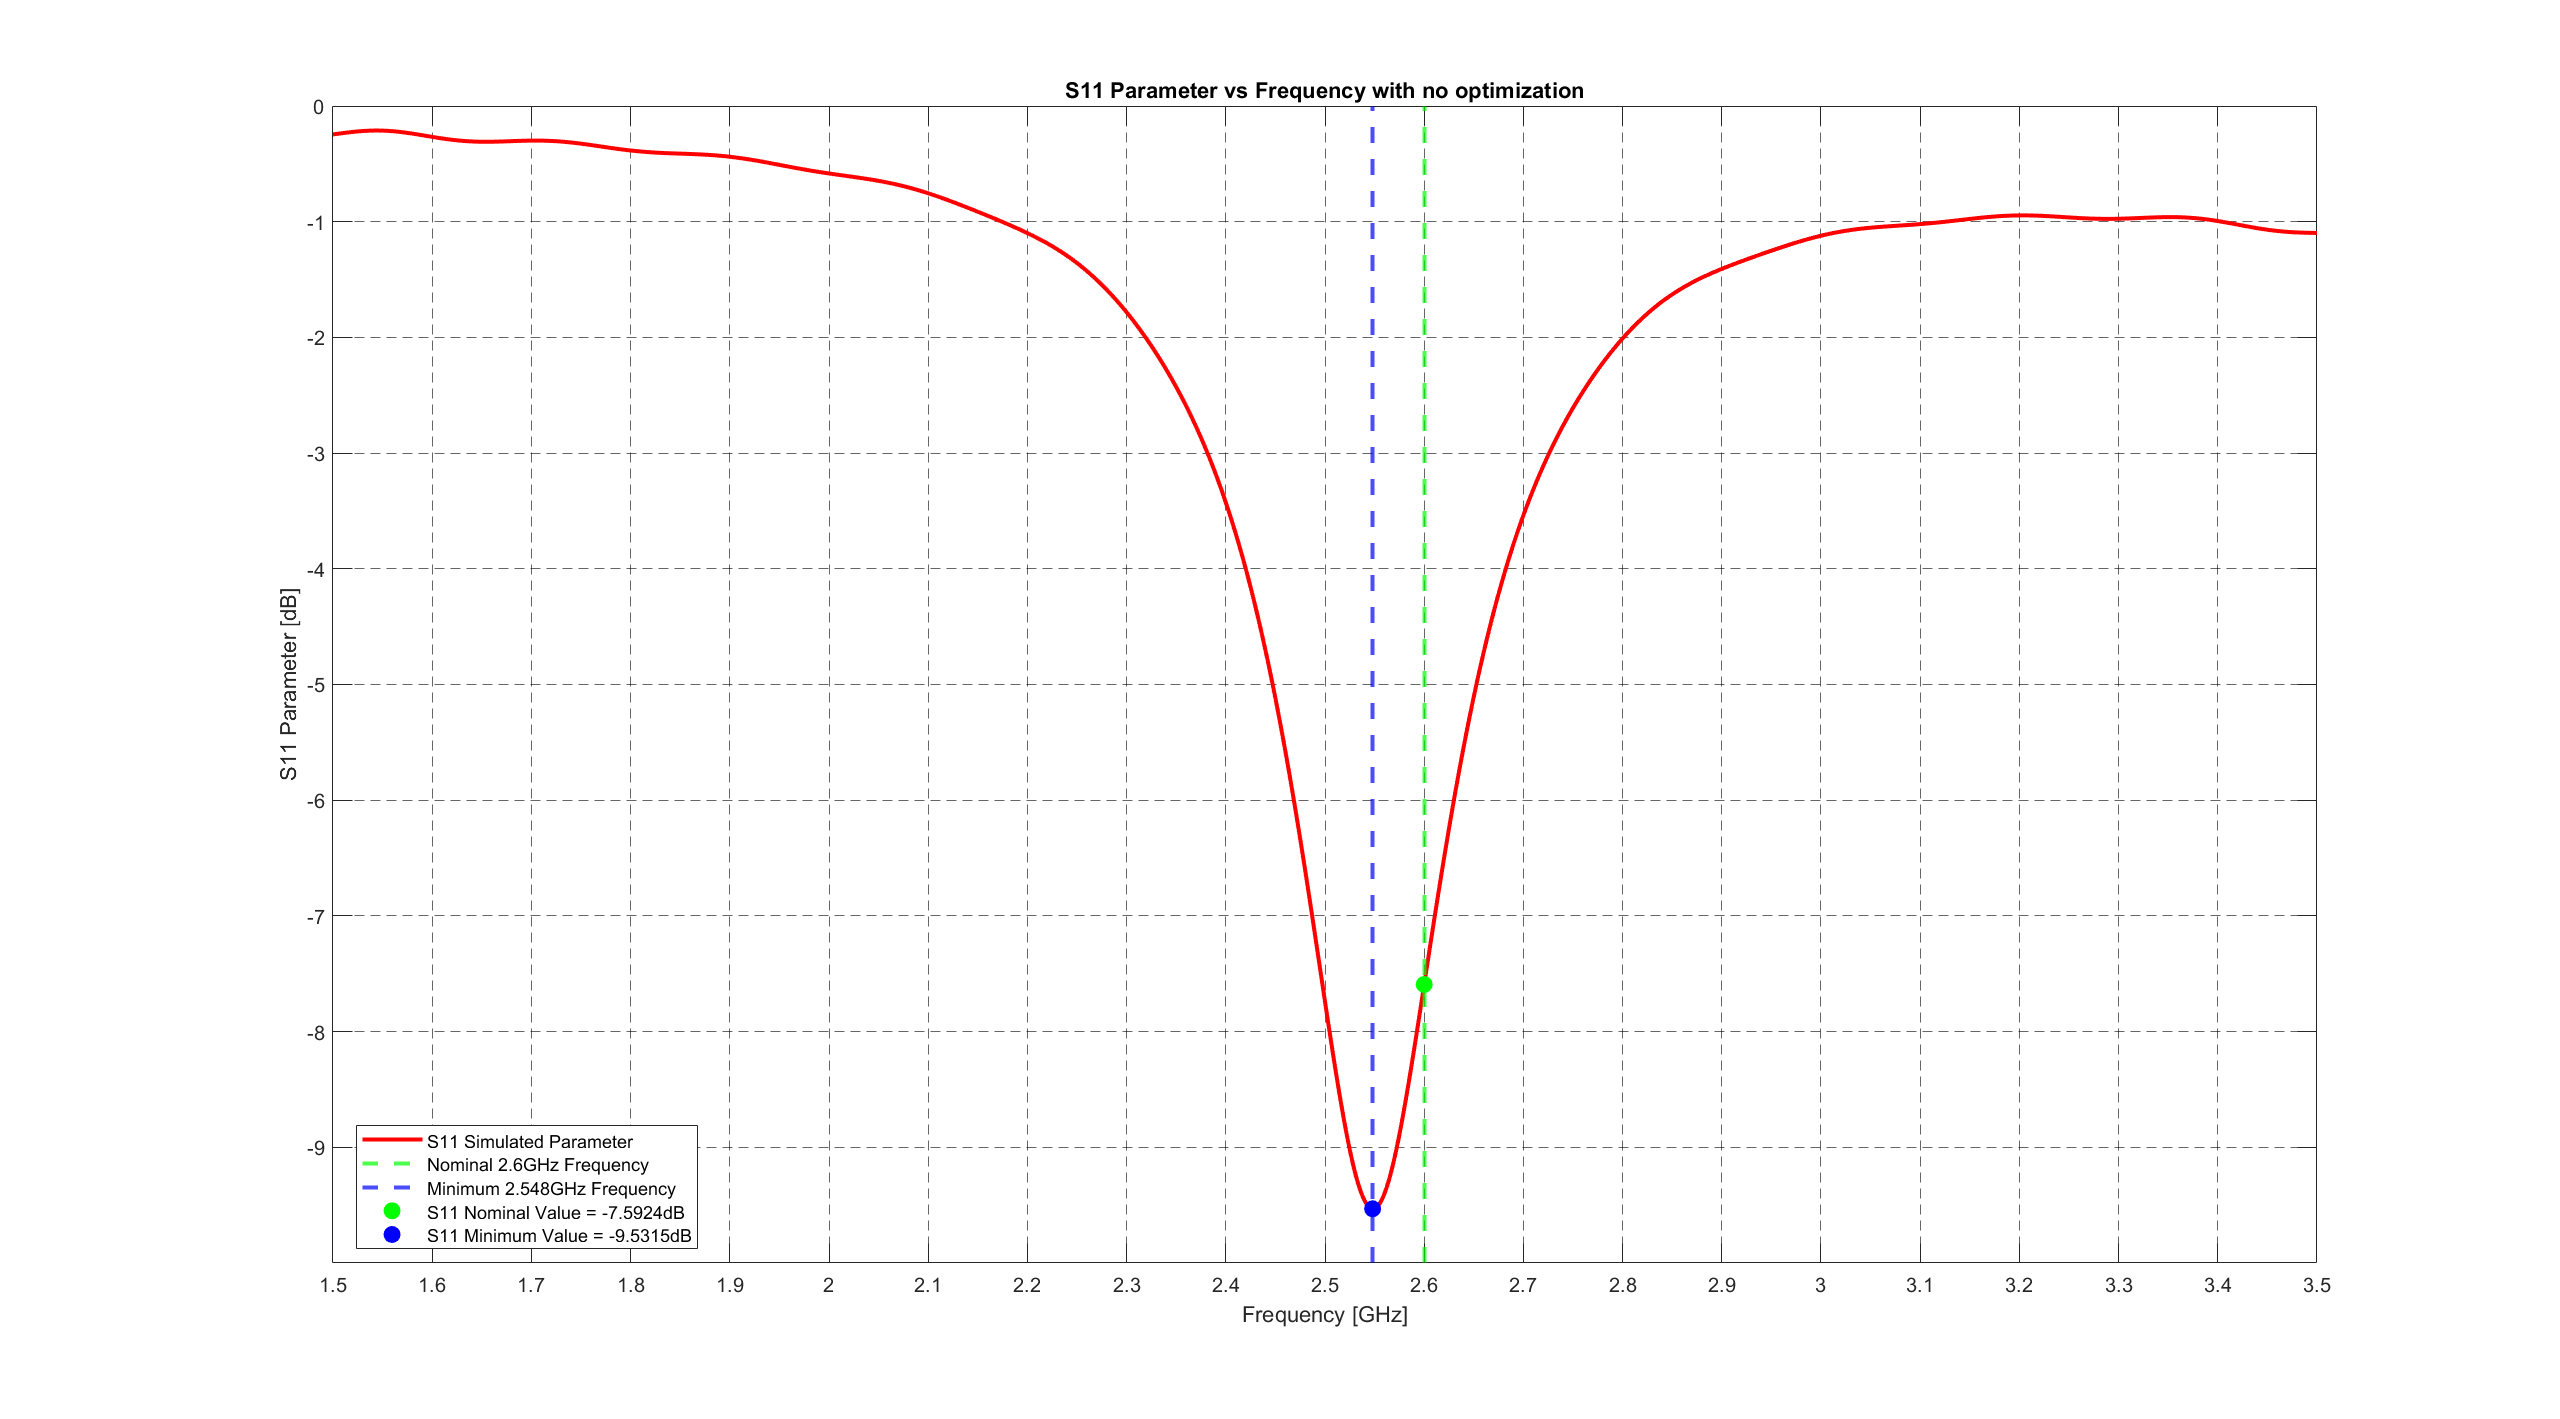 S11 Parameter vs Frequency with no optimization
0
-1
-2
-3
-4
-5
-6
-7
-8
-9
S11 Parameter [dB]
S11 Simulated Parameter
Nominal 2.6GHz Frequency
Minimum 2.548GHz Frequency
S11 Nominal Value = -7.5924dB
S11 Minimum Value = -9.5315dB
1.5 1.6 1.7 1.8 1.9 2 2.1 2.2 2.3 2.4 2.5 2.6 2.7 2.8 2.9 3 3.1 3.2 3.3 3.4 3.5
Frequency [GHz]